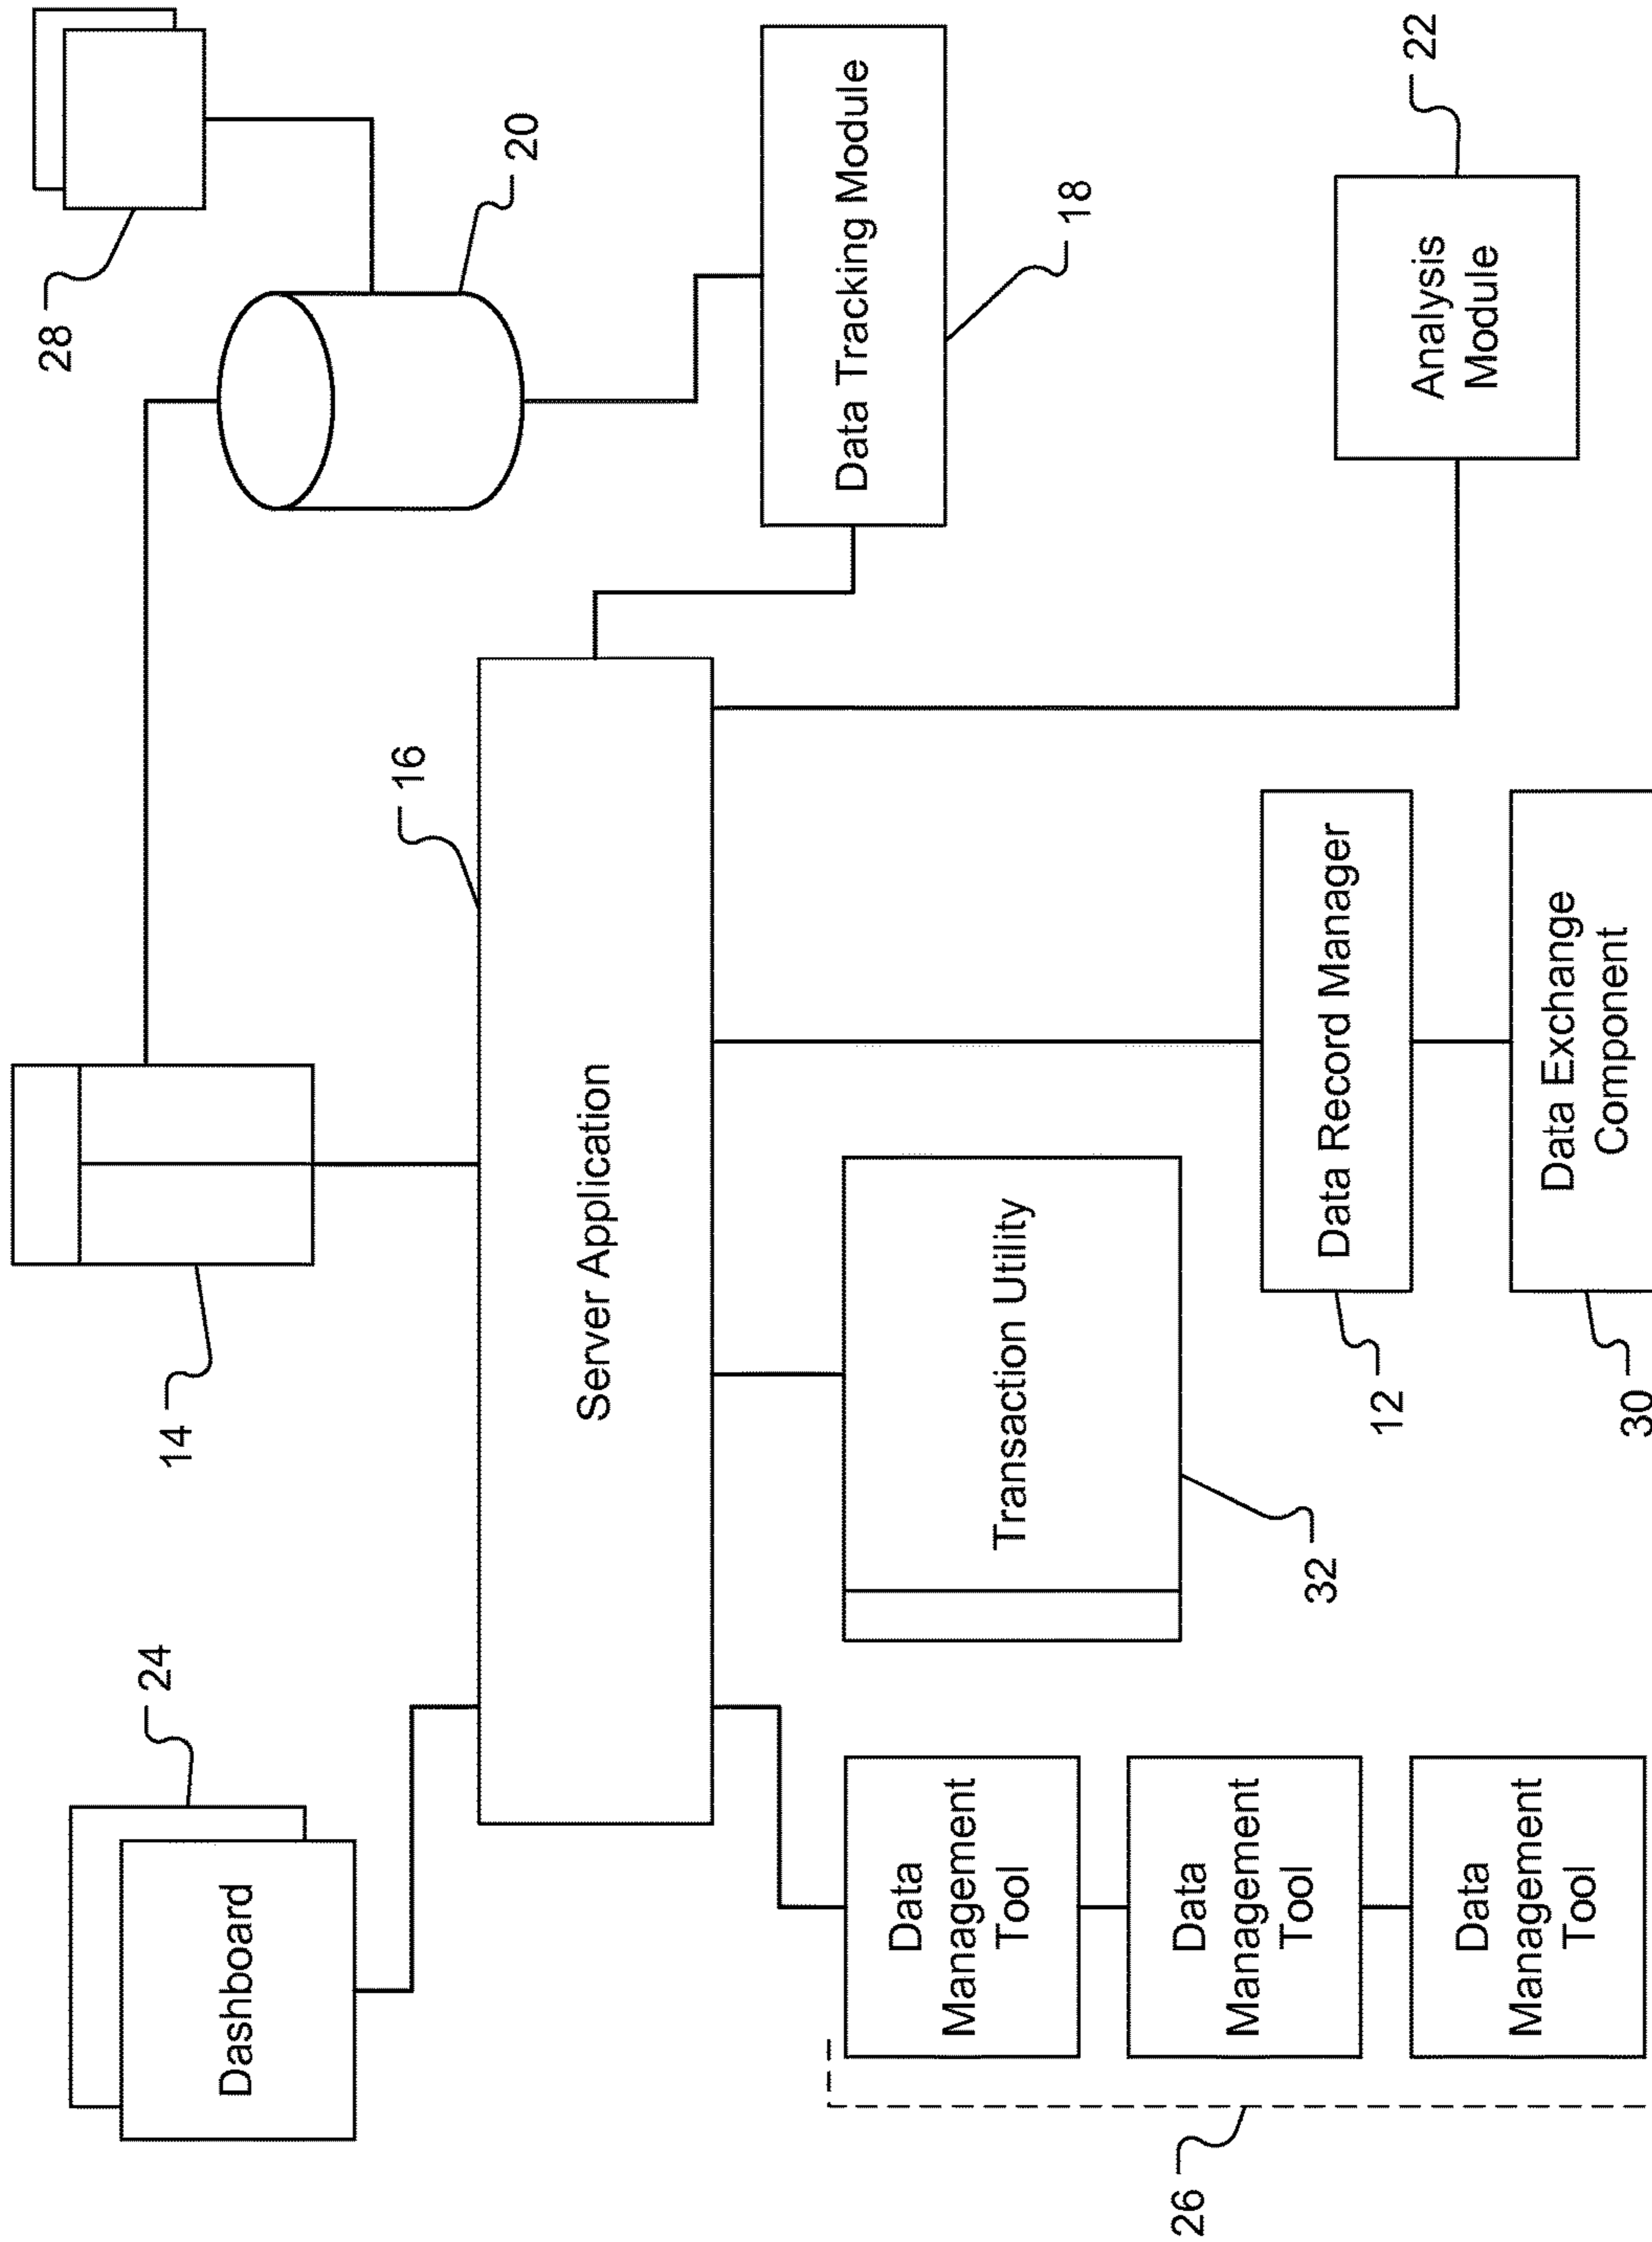 24
Dashboard
14
28
20
16
Server Application
Data Tracking Module
18
Data
Management
Tool
Data
Management
Tool
Data
Management
Tool
26
Transaction Utility
32
Data Record Manager
12
Data Exchange
Component
30
Analysis
Module
22